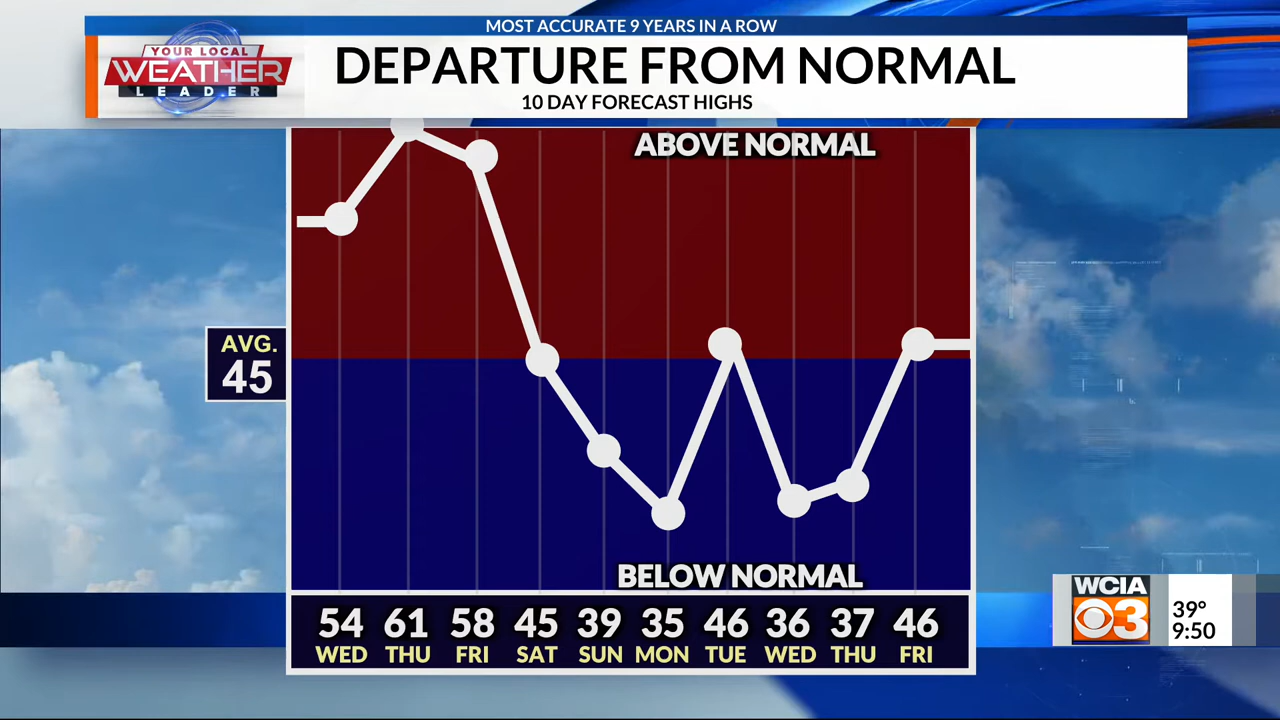 MOST ACCURATE 9 YEARS IN A ROW
YOUR LOCAL
WEATHER
LEADER
DEPARTURE FROM NORMAL
10 DAY FORECAST HIGHS
ABOVE NORMAL
AVG.
45
BELOW NORMAL
54 61 58 45 39 35 46 36 37 46
WED THU FRI SAT SUN MON TUE WED THU FRI
WCIA
3
39°
9:50